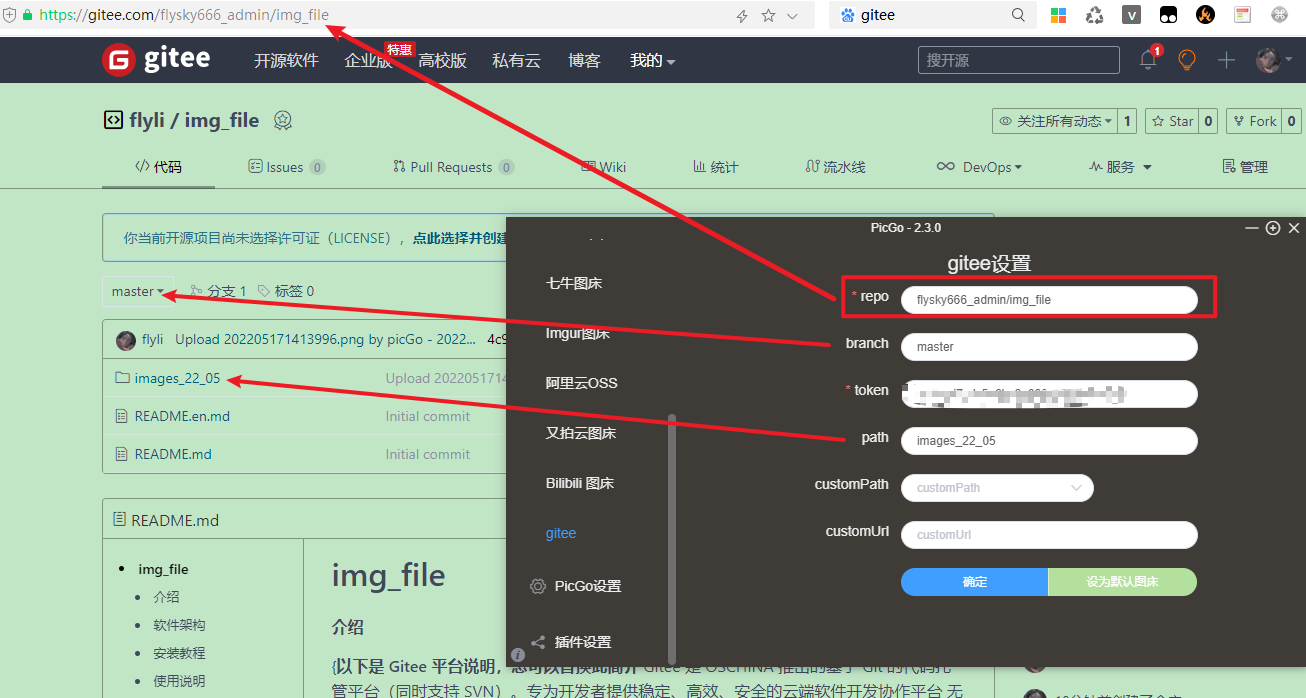 https://gitee.com/flysky666_admin/img_file
gitee
V
gitee
开源软件
企业版
特惠
高校版
私有云
博客
我的
搜开源
1
flyli / img_file
关注所有动态 1
Star 0
Fork 0
代码
Issues 0
Pull Requests 0
Wiki
统计
流水线
DevOps
服务
管理
你当前开源项目尚未选择许可证（LICENSE），点此选择并创建
master
分支 1
标签 0
flyli Upload 202205171413996.png by picGo - 2022... 4c9
images_22_05 Upload 2022051714
README.en.md Initial commit
README.md Initial commit
README.md
img_file
介绍
软件架构
安装教程
使用说明
img_file
介绍
{以下是 Gitee 平台说明，您可以替换此简介 Gitee 是 OSCHINA 推出的基于 Git 的代码托
管平台（同时支持 SVN）。专为开发者提供稳定、高效、安全的云端软件开发协作平台 无
PicGo - 2.3.0
七牛图床
Imgur图床
阿里云OSS
又拍云图床
Bilibili 图床
gitee
PicGo设置
插件设置
gitee设置
* repo flysky666_admin/img_file
branch master
* token
path images_22_05
customPath customPath
customUrl customUrl
确定 设为默认图床